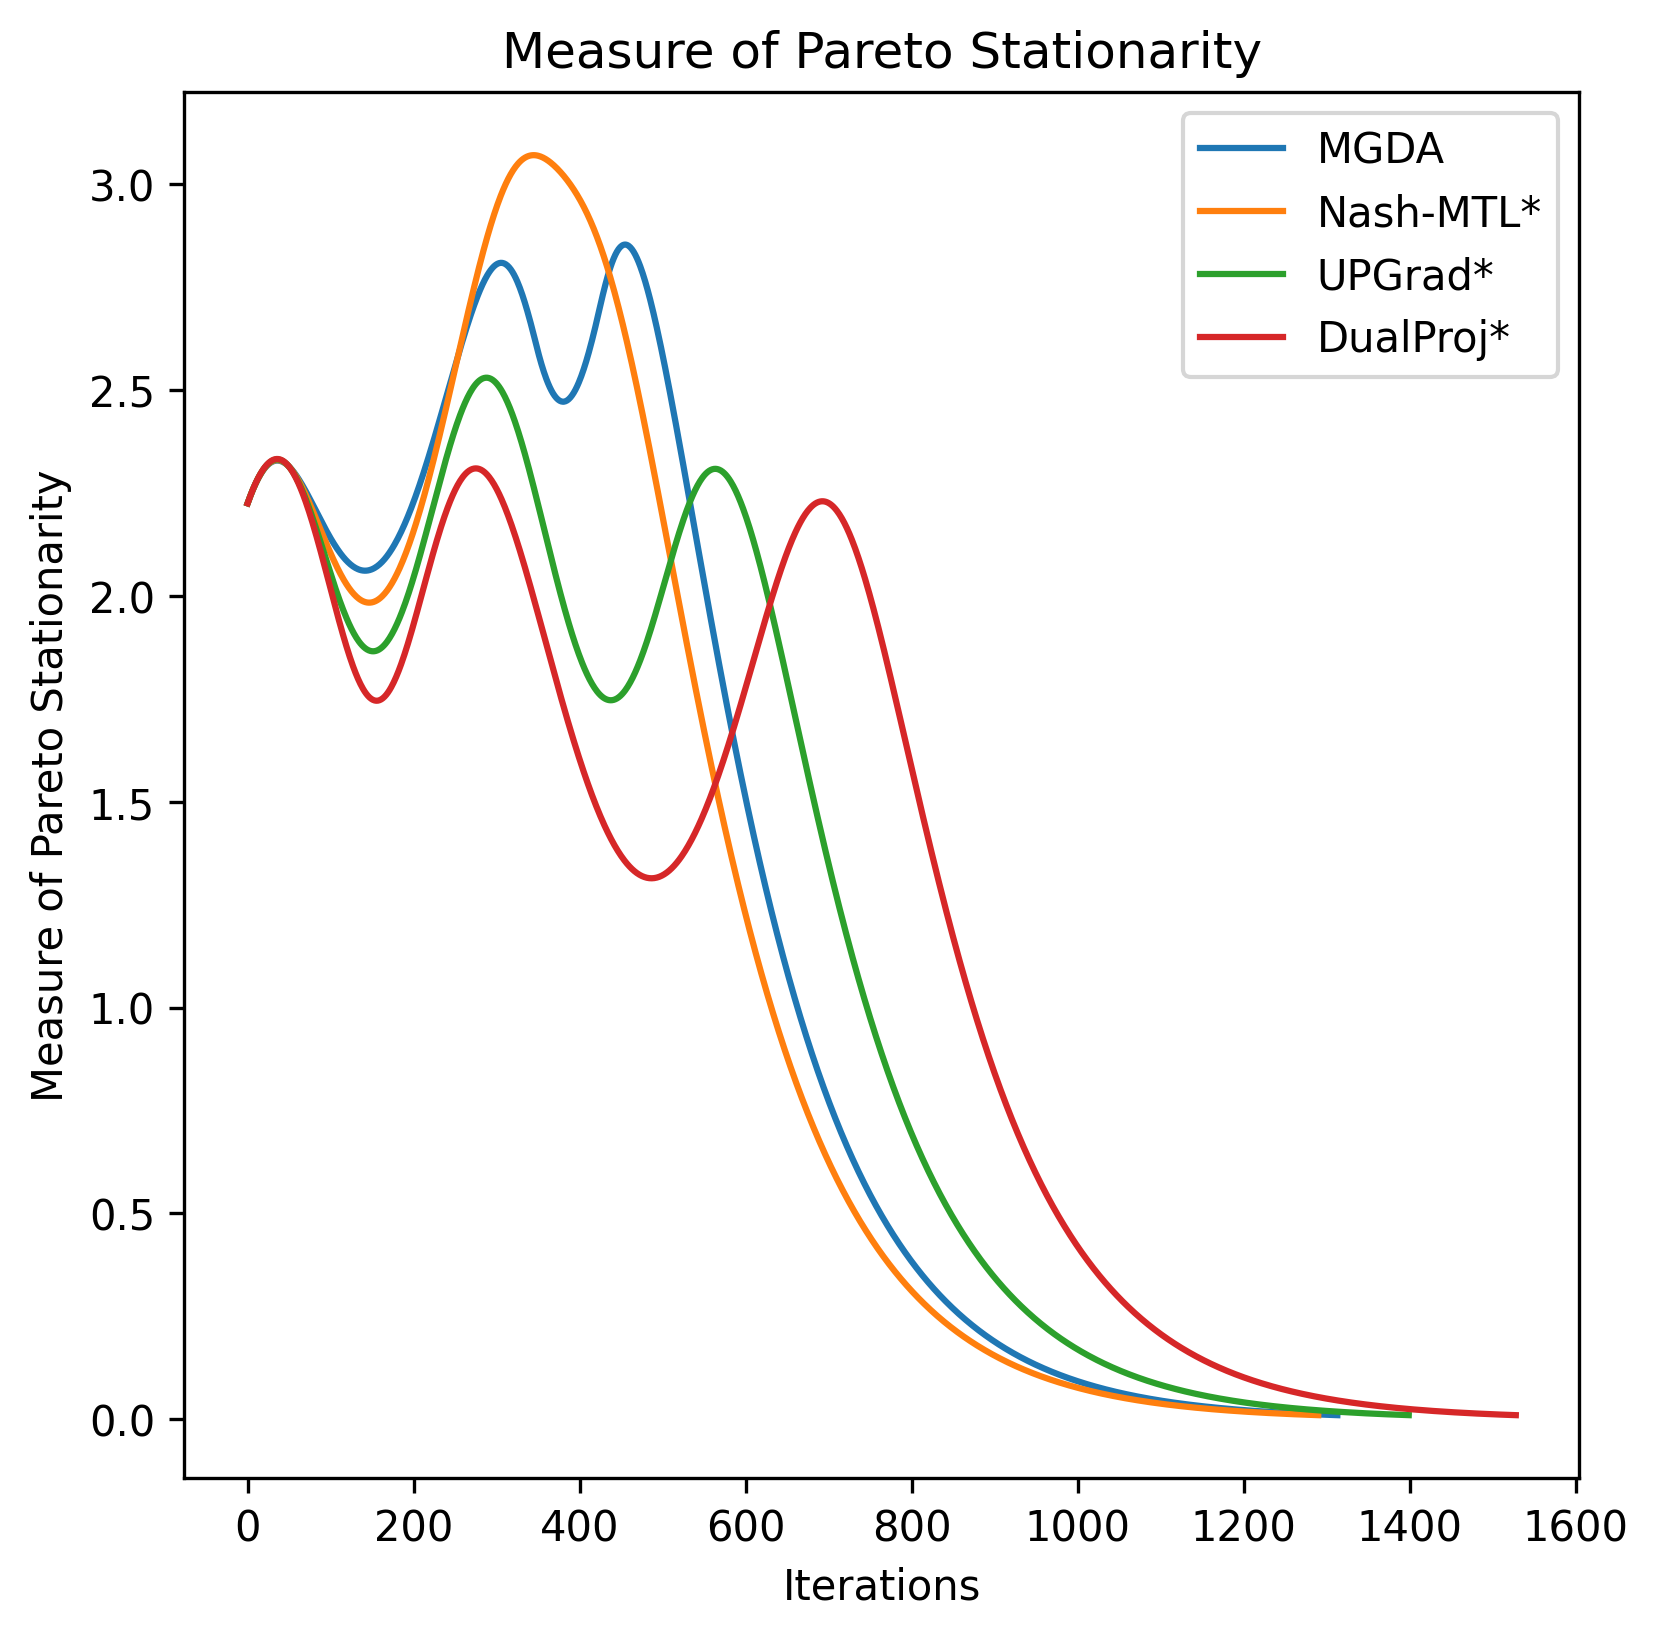 Measure of Pareto Stationarity
MGDA
Nash-MTL*
UPGrad*
DualProj*
Measure of Pareto Stationarity
3.0
2.5
2.0
1.5
1.0
0.5
0.0
0 200 400 600 800 1000 1200 1400 1600
Iterations